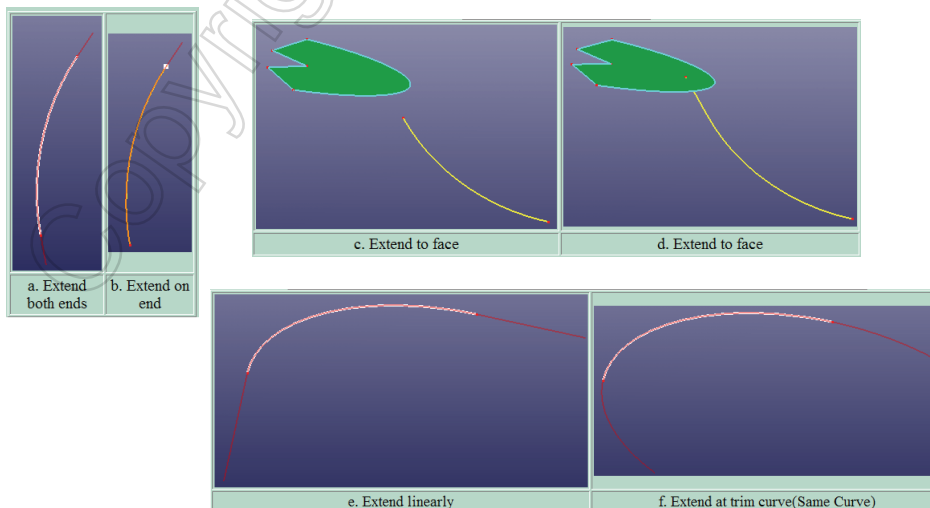 Copyrigh
a. Extend
both ends
b. Extend on
end
c. Extend to face
d. Extend to face
e. Extend linearly
f. Extend at trim curve(Same Curve)